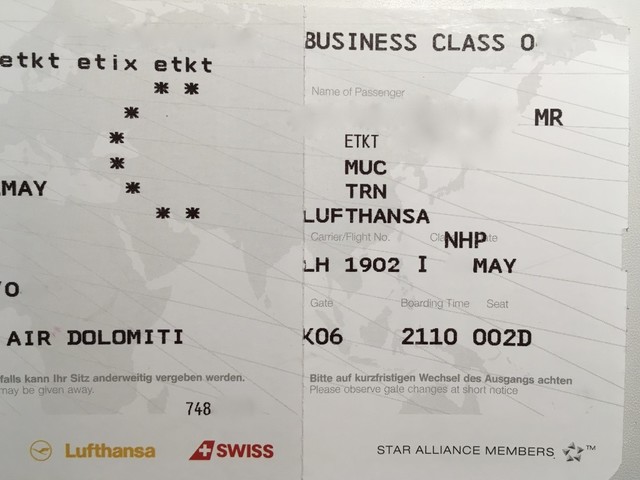 etkt etix etkt
* *
*
*
*
MAY *
* *
/O
AIR DOLOMITI
falls kann Ihr Sitz anderweitig vergeben werden.
may be given away.
748
Lufthansa
SWISS
BUSINESS CLASS O
Name of Passenger
MR
ETKT
MUC
TRN
LUFTHANSA
Carrier/Flight No.
NHP
LH 1902 I MAY
Gate Boarding Time Seat
K06 2110 002D
Bitte auf kurzfristigen Wechsel des Ausgangs achten
Please observe gate changes at short notice
STAR ALLIANCE MEMBERS ™